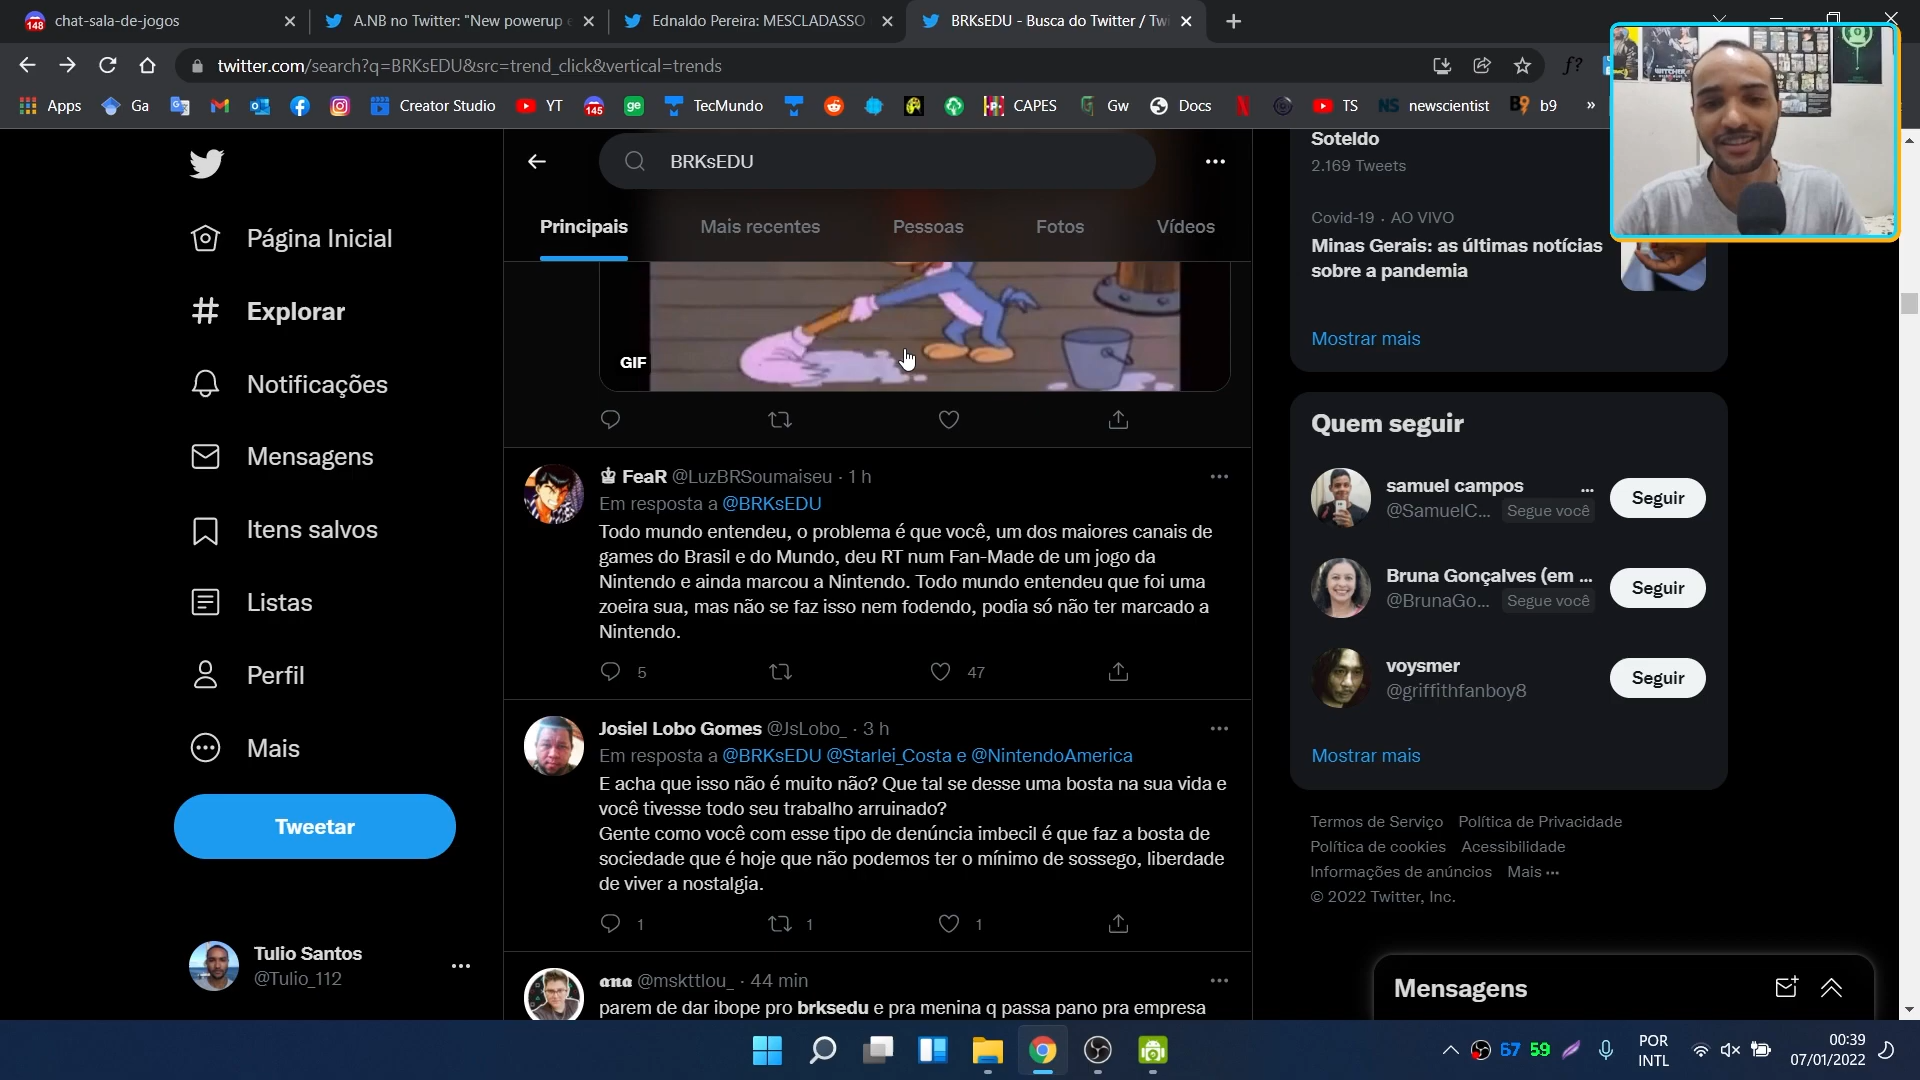 chat-sala-de-jogos
A.NB no Twitter: "New powerup
Ednaldo Pereira: MESCLADASSO
BRKsEDU - Busca do Twitter / Twi
twitter.com/search?q=BRKsEDU&src=trend_click&vertical=trends
f?
Apps
Ga
Creator Studio
YT
145
ge
TecMundo
CAPES
Gw
Docs
TS
NS newscientist
B9 b9
»
BRKsEDU
Principais
Mais recentes
Pessoas
Fotos
Vídeos
Página Inicial
Explorar
Notificações
Mensagens
Itens salvos
Listas
Perfil
Mais
Tweetar
Tulio Santos
@Tulio_112
GIF
FeaR @LuzBRSoumaiseu · 1 h
Em resposta a @BRKsEDU
Todo mundo entendeu, o problema é que você, um dos maiores canais de
games do Brasil e do Mundo, deu RT num Fan-Made de um jogo da
Nintendo e ainda marcou a Nintendo. Todo mundo entendeu que foi uma
zoeira sua, mas não se faz isso nem fodendo, podia só não ter marcado a
Nintendo.
5
47
Josiel Lobo Gomes @JsLobo_ · 3 h
Em resposta a @BRKsEDU @Starlei_Costa e @NintendoAmerica
E acha que isso não é muito não? Que tal se desse uma bosta na sua vida e
você tivesse todo seu trabalho arruinado?
Gente como você com esse tipo de denúncia imbecil é que faz a bosta de
sociedade que é hoje que não podemos ter o mínimo de sossego, liberdade
de viver a nostalgia.
1
1
1
ana @mskttlou_ · 44 min
parem de dar ibope pro brksedu e pra menina q passa pano pra empresa
Soteldo
2.169 Tweets
Covid-19 · AO VIVO
Minas Gerais: as últimas notícias
sobre a pandemia
Mostrar mais
Quem seguir
samuel campos ...
@SamuelC... Segue você
Seguir
Bruna Gonçalves (em ...
@BrunaGo... Segue você
Seguir
voysmer
@griffithfanboy8
Seguir
Mostrar mais
Termos de Serviço Política de Privacidade
Política de cookies Acessibilidade
Informações de anúncios Mais ···
© 2022 Twitter, Inc.
Mensagens
67 59
POR
INTL
00:39
07/01/2022